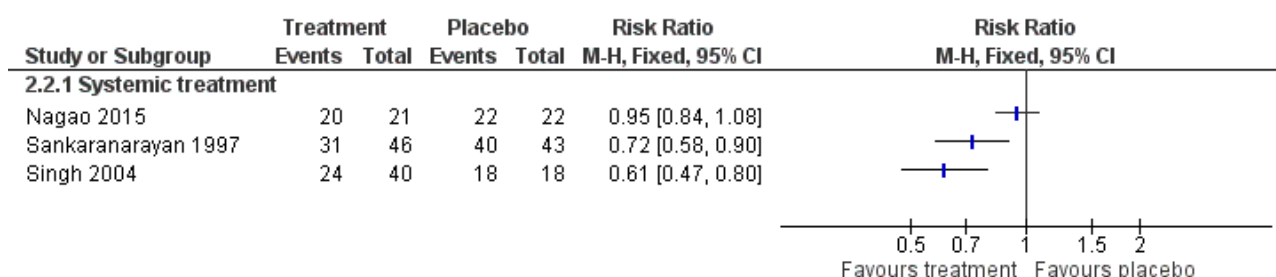 Treatment Placebo Risk Ratio Risk Ratio
Study or Subgroup Events Total Events Total M-H, Fixed, 95% CI M-H, Fixed, 95% CI
2.2.1 Systemic treatment
Nagao 2015 20 21 22 22 0.95 [0.84, 1.08]
Sankaranarayan 1997 31 46 40 43 0.72 [0.58, 0.90]
Singh 2004 24 40 18 18 0.61 [0.47, 0.80]
0.5 0.7 1 1.5 2
Favours treatment Favours placebo